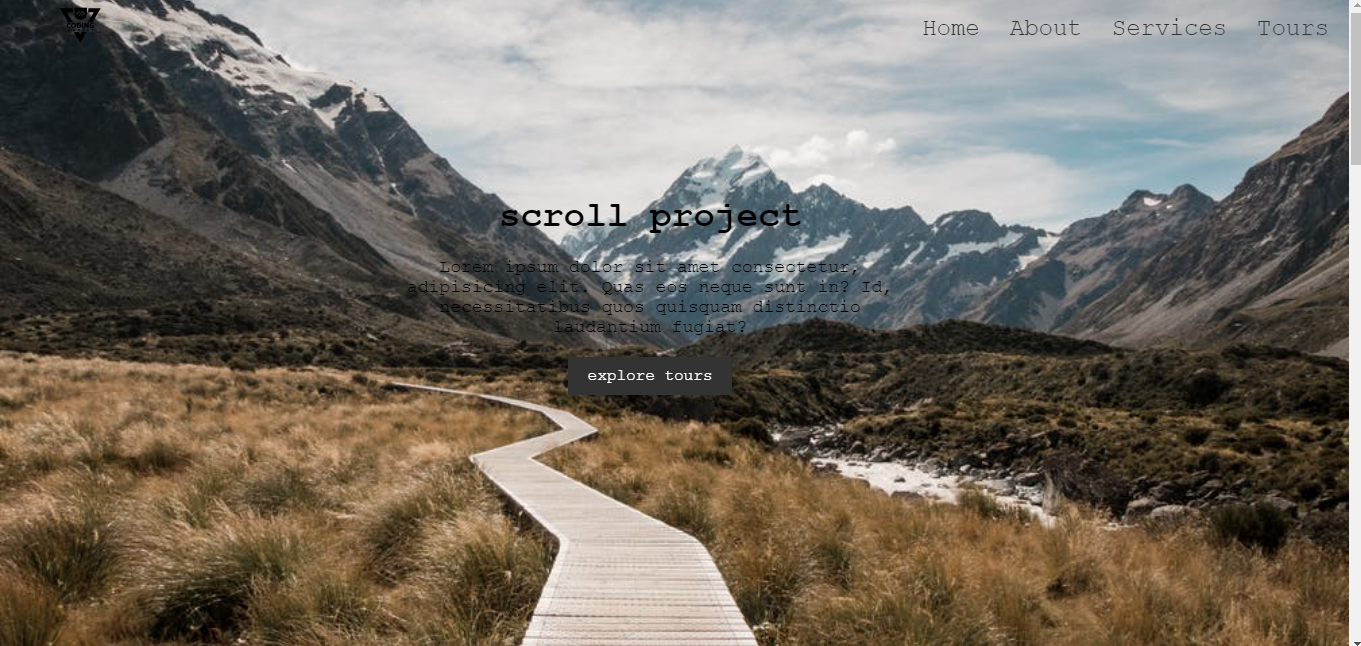 CODING
Home About Services Tours
scroll project
Lorem ipsum dolor sit amet consectetur,
adipisicing elit. Quas eos neque sunt in? Id,
necessitatibus quos quisquam distinctio
laudantium fugiat?
explore tours